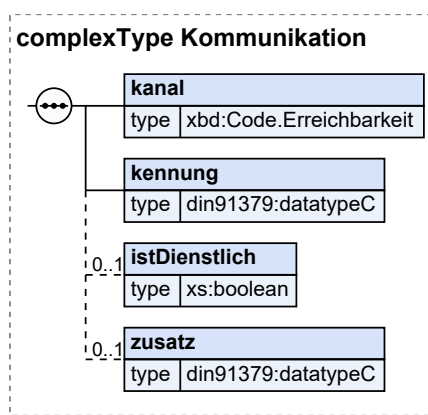 complexType Kommunikation
kanal
type xbd:Code.Erreichbarkeit
kennung
type din91379:datatypeC
0..1 istDienstlich
type xs:boolean
0..1 zusatz
type din91379:datatypeC